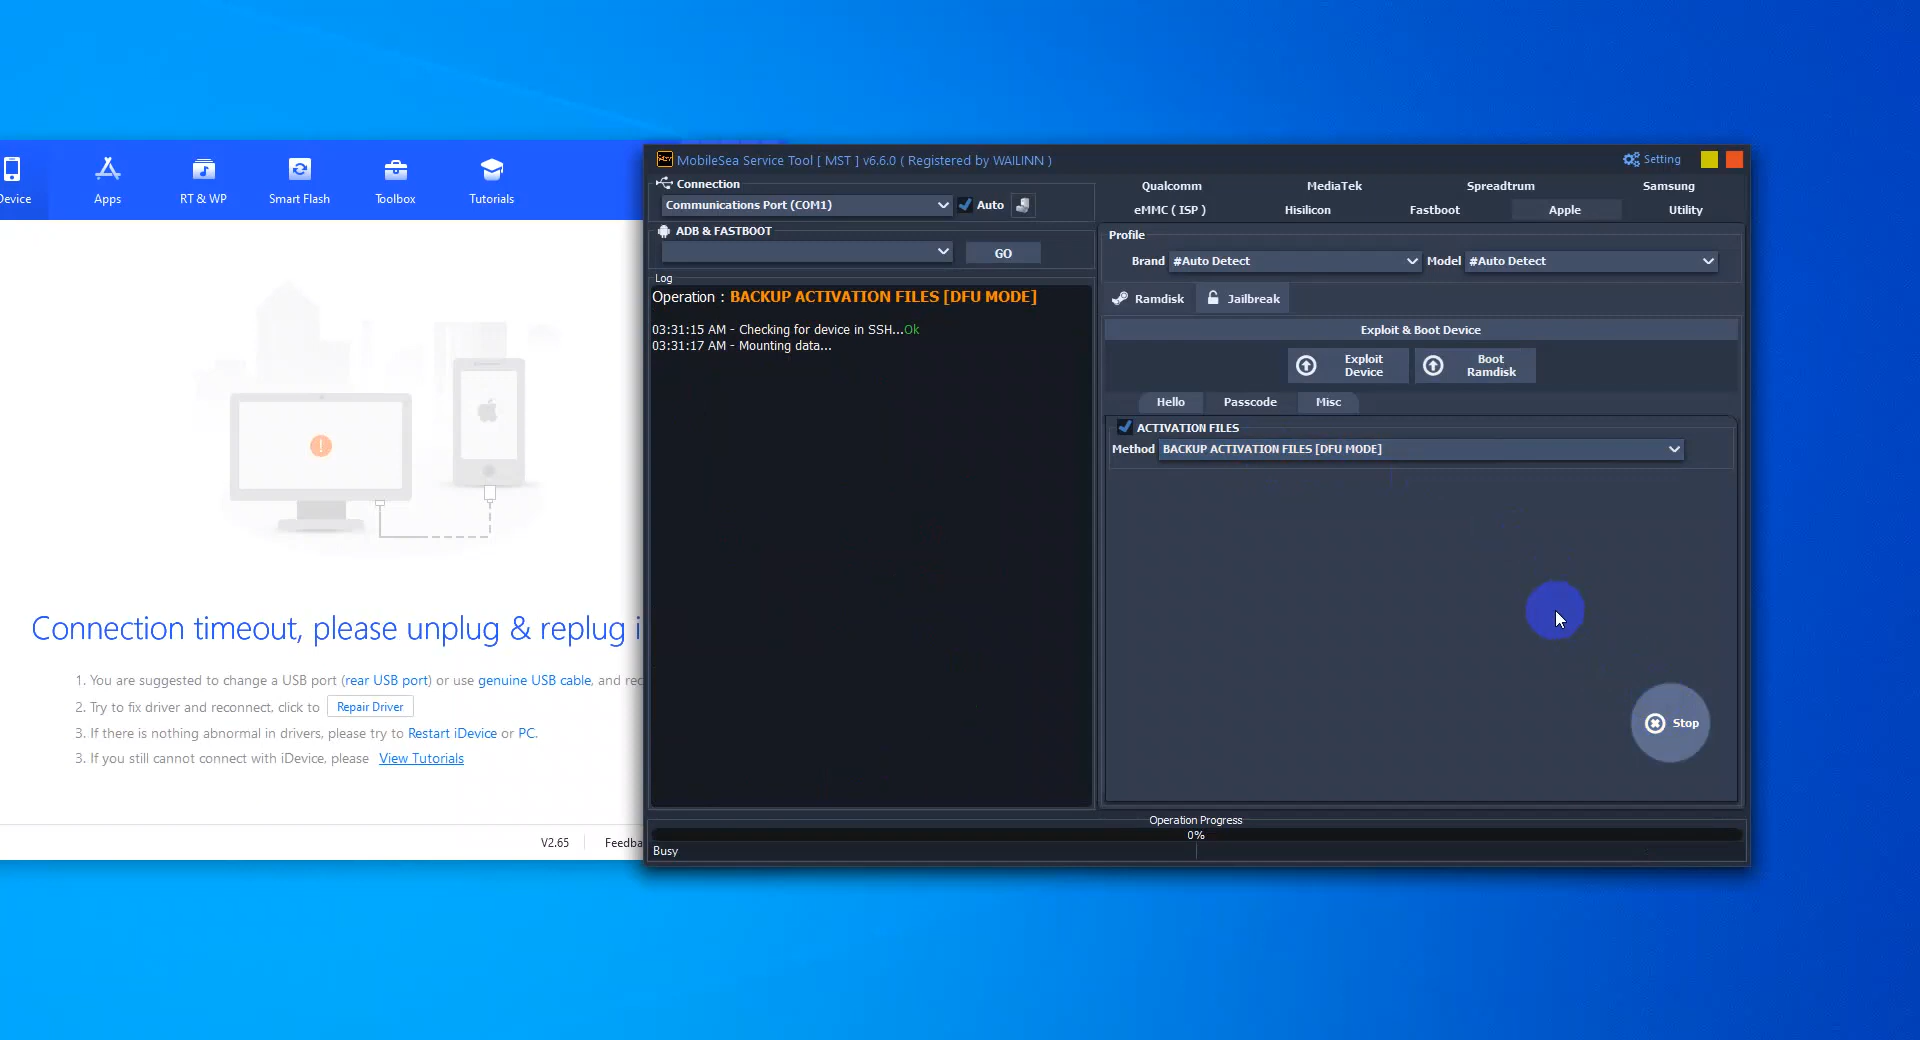 Device
Apps
RT & WP
Smart Flash
Toolbox
Tutorials
Connection timeout, please unplug & replug i
1. You are suggested to change a USB port (rear USB port) or use genuine USB cable, and rec
2. Try to fix driver and reconnect, click to Repair Driver
3. If there is nothing abnormal in drivers, please try to Restart iDevice or PC.
3. If you still cannot connect with iDevice, please View Tutorials
V2.65
Feedba
MST MobileSea Service Tool [ MST ] v6.6.0 ( Registered by WAILINN )
Setting
Connection
Communications Port (COM1)
Auto
ADB & FASTBOOT
GO
Log
Operation : BACKUP ACTIVATION FILES [DFU MODE]
03:31:15 AM - Checking for device in SSH...Ok
03:31:17 AM - Mounting data...
Qualcomm
MediaTek
Spreadtrum
Samsung
eMMC ( ISP )
Hisilicon
Fastboot
Apple
Utility
Profile
Brand #Auto Detect
Model #Auto Detect
Ramdisk
Jailbreak
Exploit & Boot Device
Exploit
Device
Boot
Ramdisk
Hello
Passcode
Misc
ACTIVATION FILES
Method BACKUP ACTIVATION FILES [DFU MODE]
Stop
Operation Progress
0%
Busy